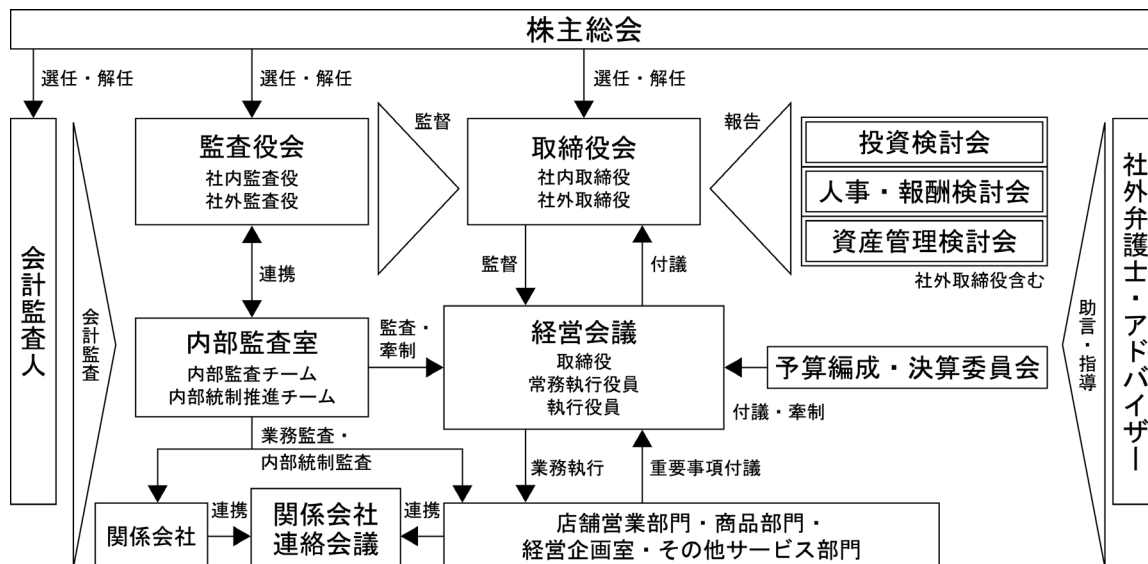 株主総会
選任・解任
選任・解任
選任・解任
会計監査人
会計監査
監査役会
社内監査役
社外監査役
監督
取締役会
社内取締役
社外取締役
報告
投資検討会
人事・報酬検討会
資産管理検討会
社外取締役含む
社外弁護士・アドバイザー
助言・指導
連携
監督
付議
内部監査室
内部監査チーム
内部統制推進チーム
監査・
牽制
経営会議
取締役
常務執行役員
執行役員
予算編成・決算委員会
付議・牽制
業務監査・
内部統制監査
業務執行
重要事項付議
関係会社
連携
関係会社
連絡会議
連携
店舗営業部門・商品部門・
経営企画室・その他サービス部門